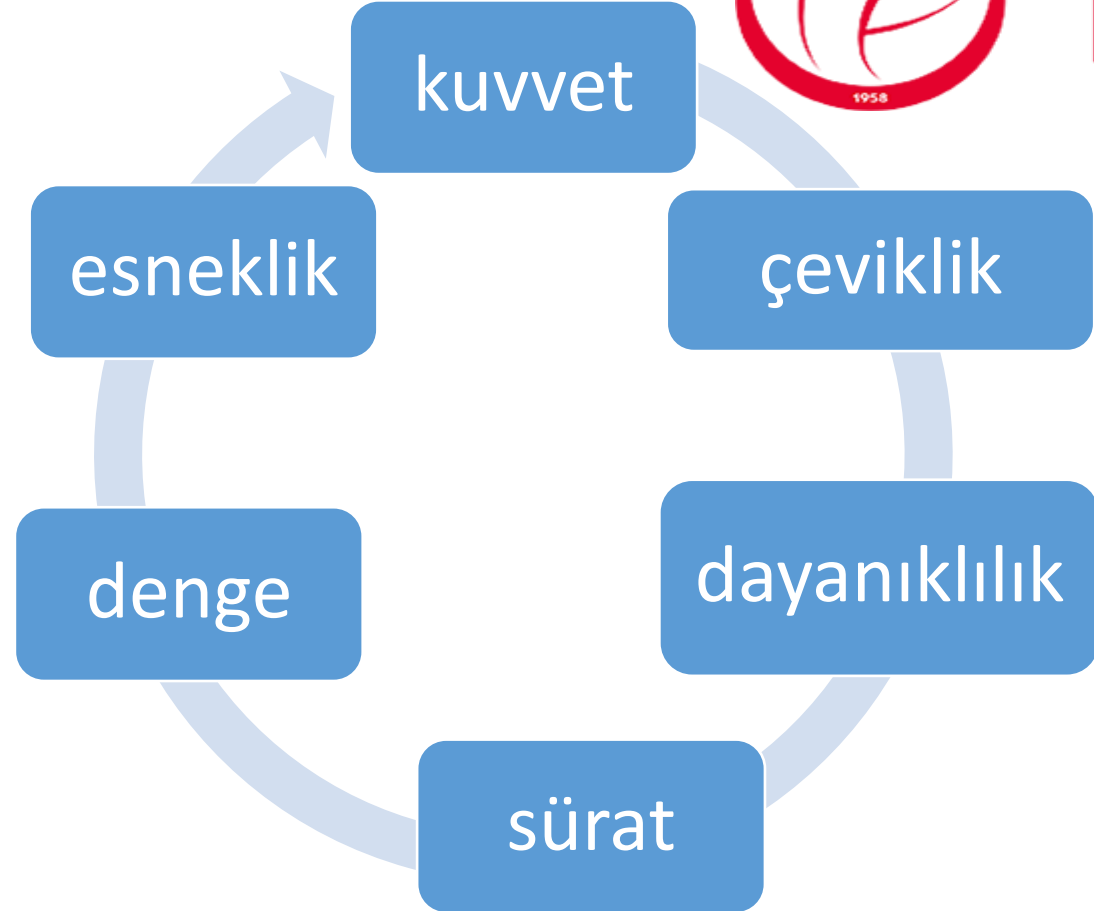 kuvvet
1958
çeviklik
dayanıklılık
sürat
denge
esneklik